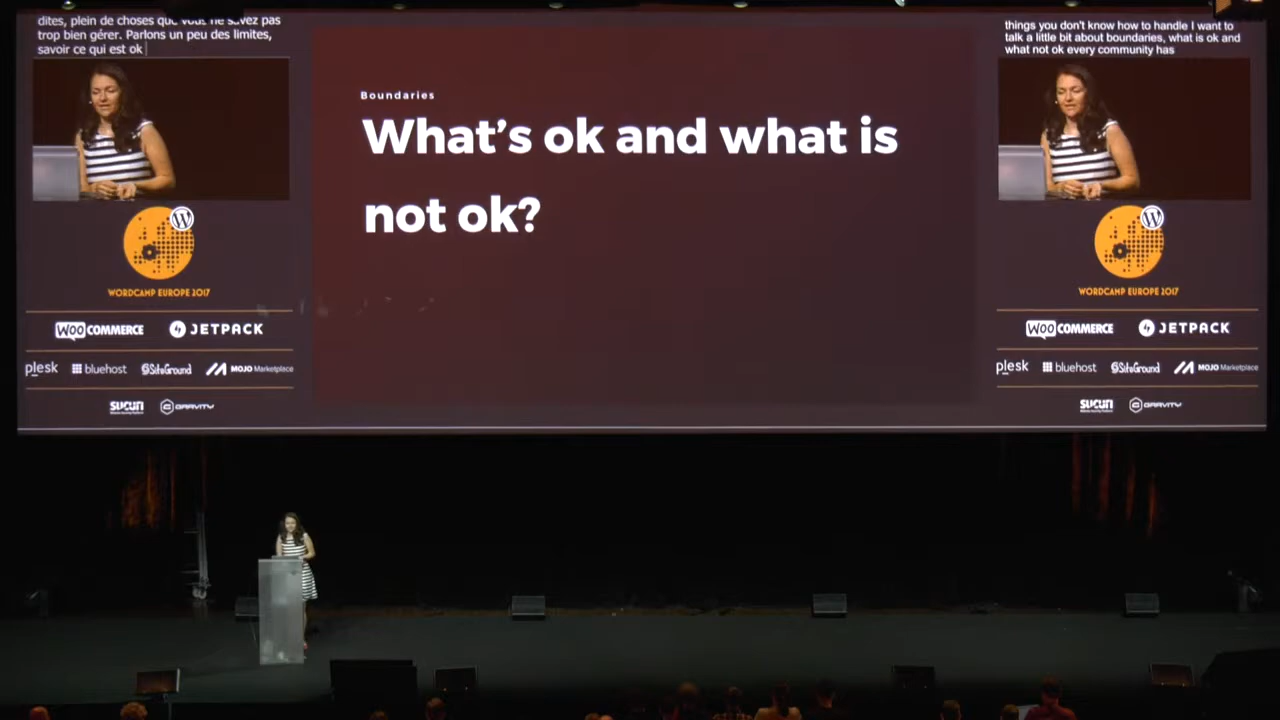 dites, plein de choses que vous ne savez pas
trop bien gérer. Parlons un peu des limites,
savoir ce qui est ok
WORDCAMP EUROPE 2017
WOO COMMERCE JETPACK
plesk bluehost SiteGround MOJO Marketplace
SUCURI GRAVITY
Boundaries
What's ok and what is
not ok?
things you don't know how to handle I want to
talk a little bit about boundaries, what is ok and
what not ok every community has
WORDCAMP EUROPE 2017
WOO COMMERCE JETPACK
plesk bluehost SiteGround MOJO Marketplace
SUCURI GRAVITY